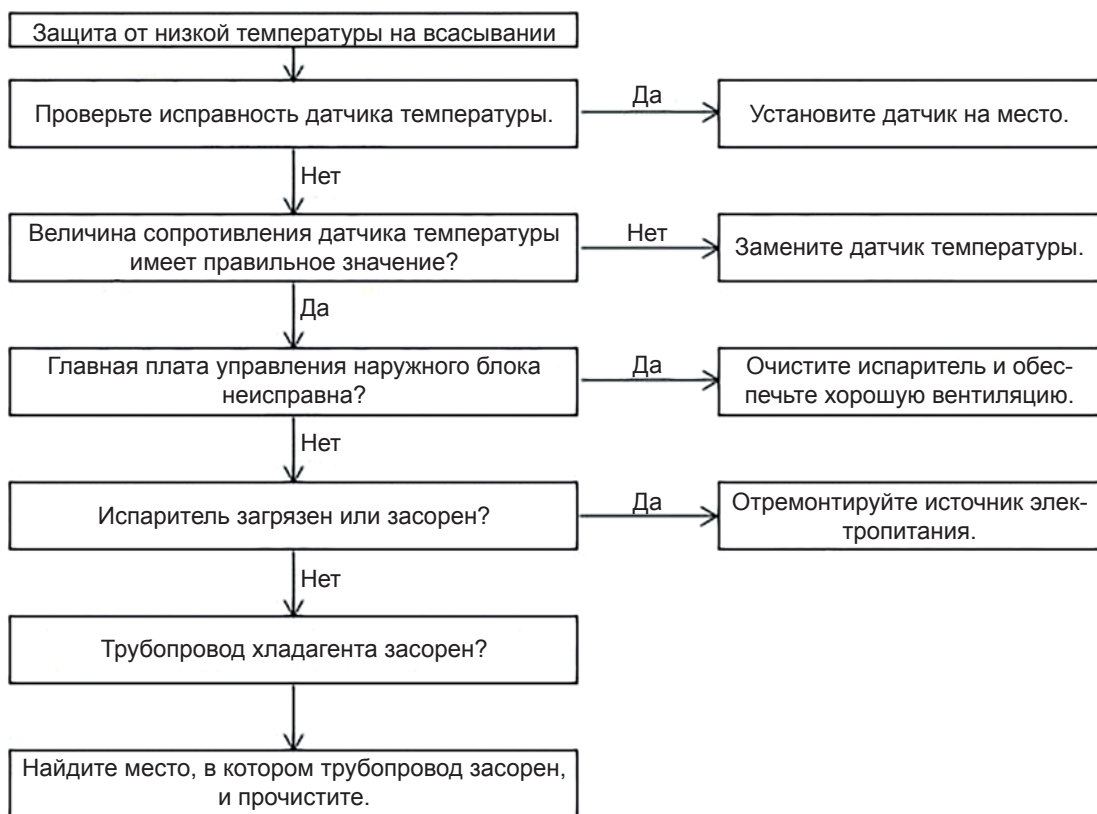 Защита от низкой температуры на всасывании
Проверьте исправность датчика температуры.
Да
Установите датчик на место.
Нет
Величина сопротивления датчика температуры
имеет правильное значение?
Нет
Замените датчик температуры.
Да
Главная плата управления наружного блока
неисправна?
Да
Очистите испаритель и обес-
печьте хорошую вентиляцию.
Нет
Испаритель загрязен или засорен?
Да
Отремонтируйте источник элек-
тропитания.
Нет
Трубопровод хладагента засорен?
Найдите место, в котором трубопровод засорен,
и прочистите.